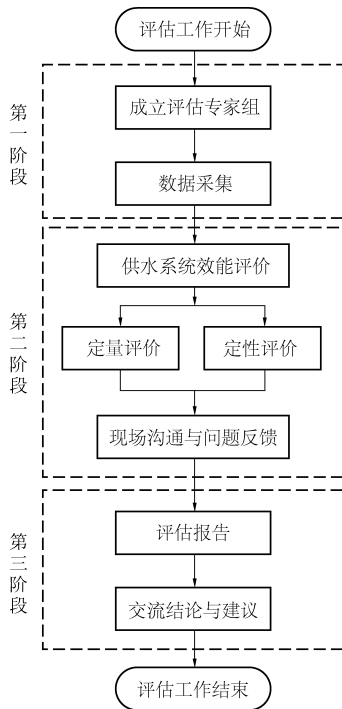 评估工作开始
第一阶段
成立评估专家组
数据采集
第二阶段
供水系统效能评价
定量评价
定性评价
现场沟通与问题反馈
第三阶段
评估报告
交流结论与建议
评估工作结束